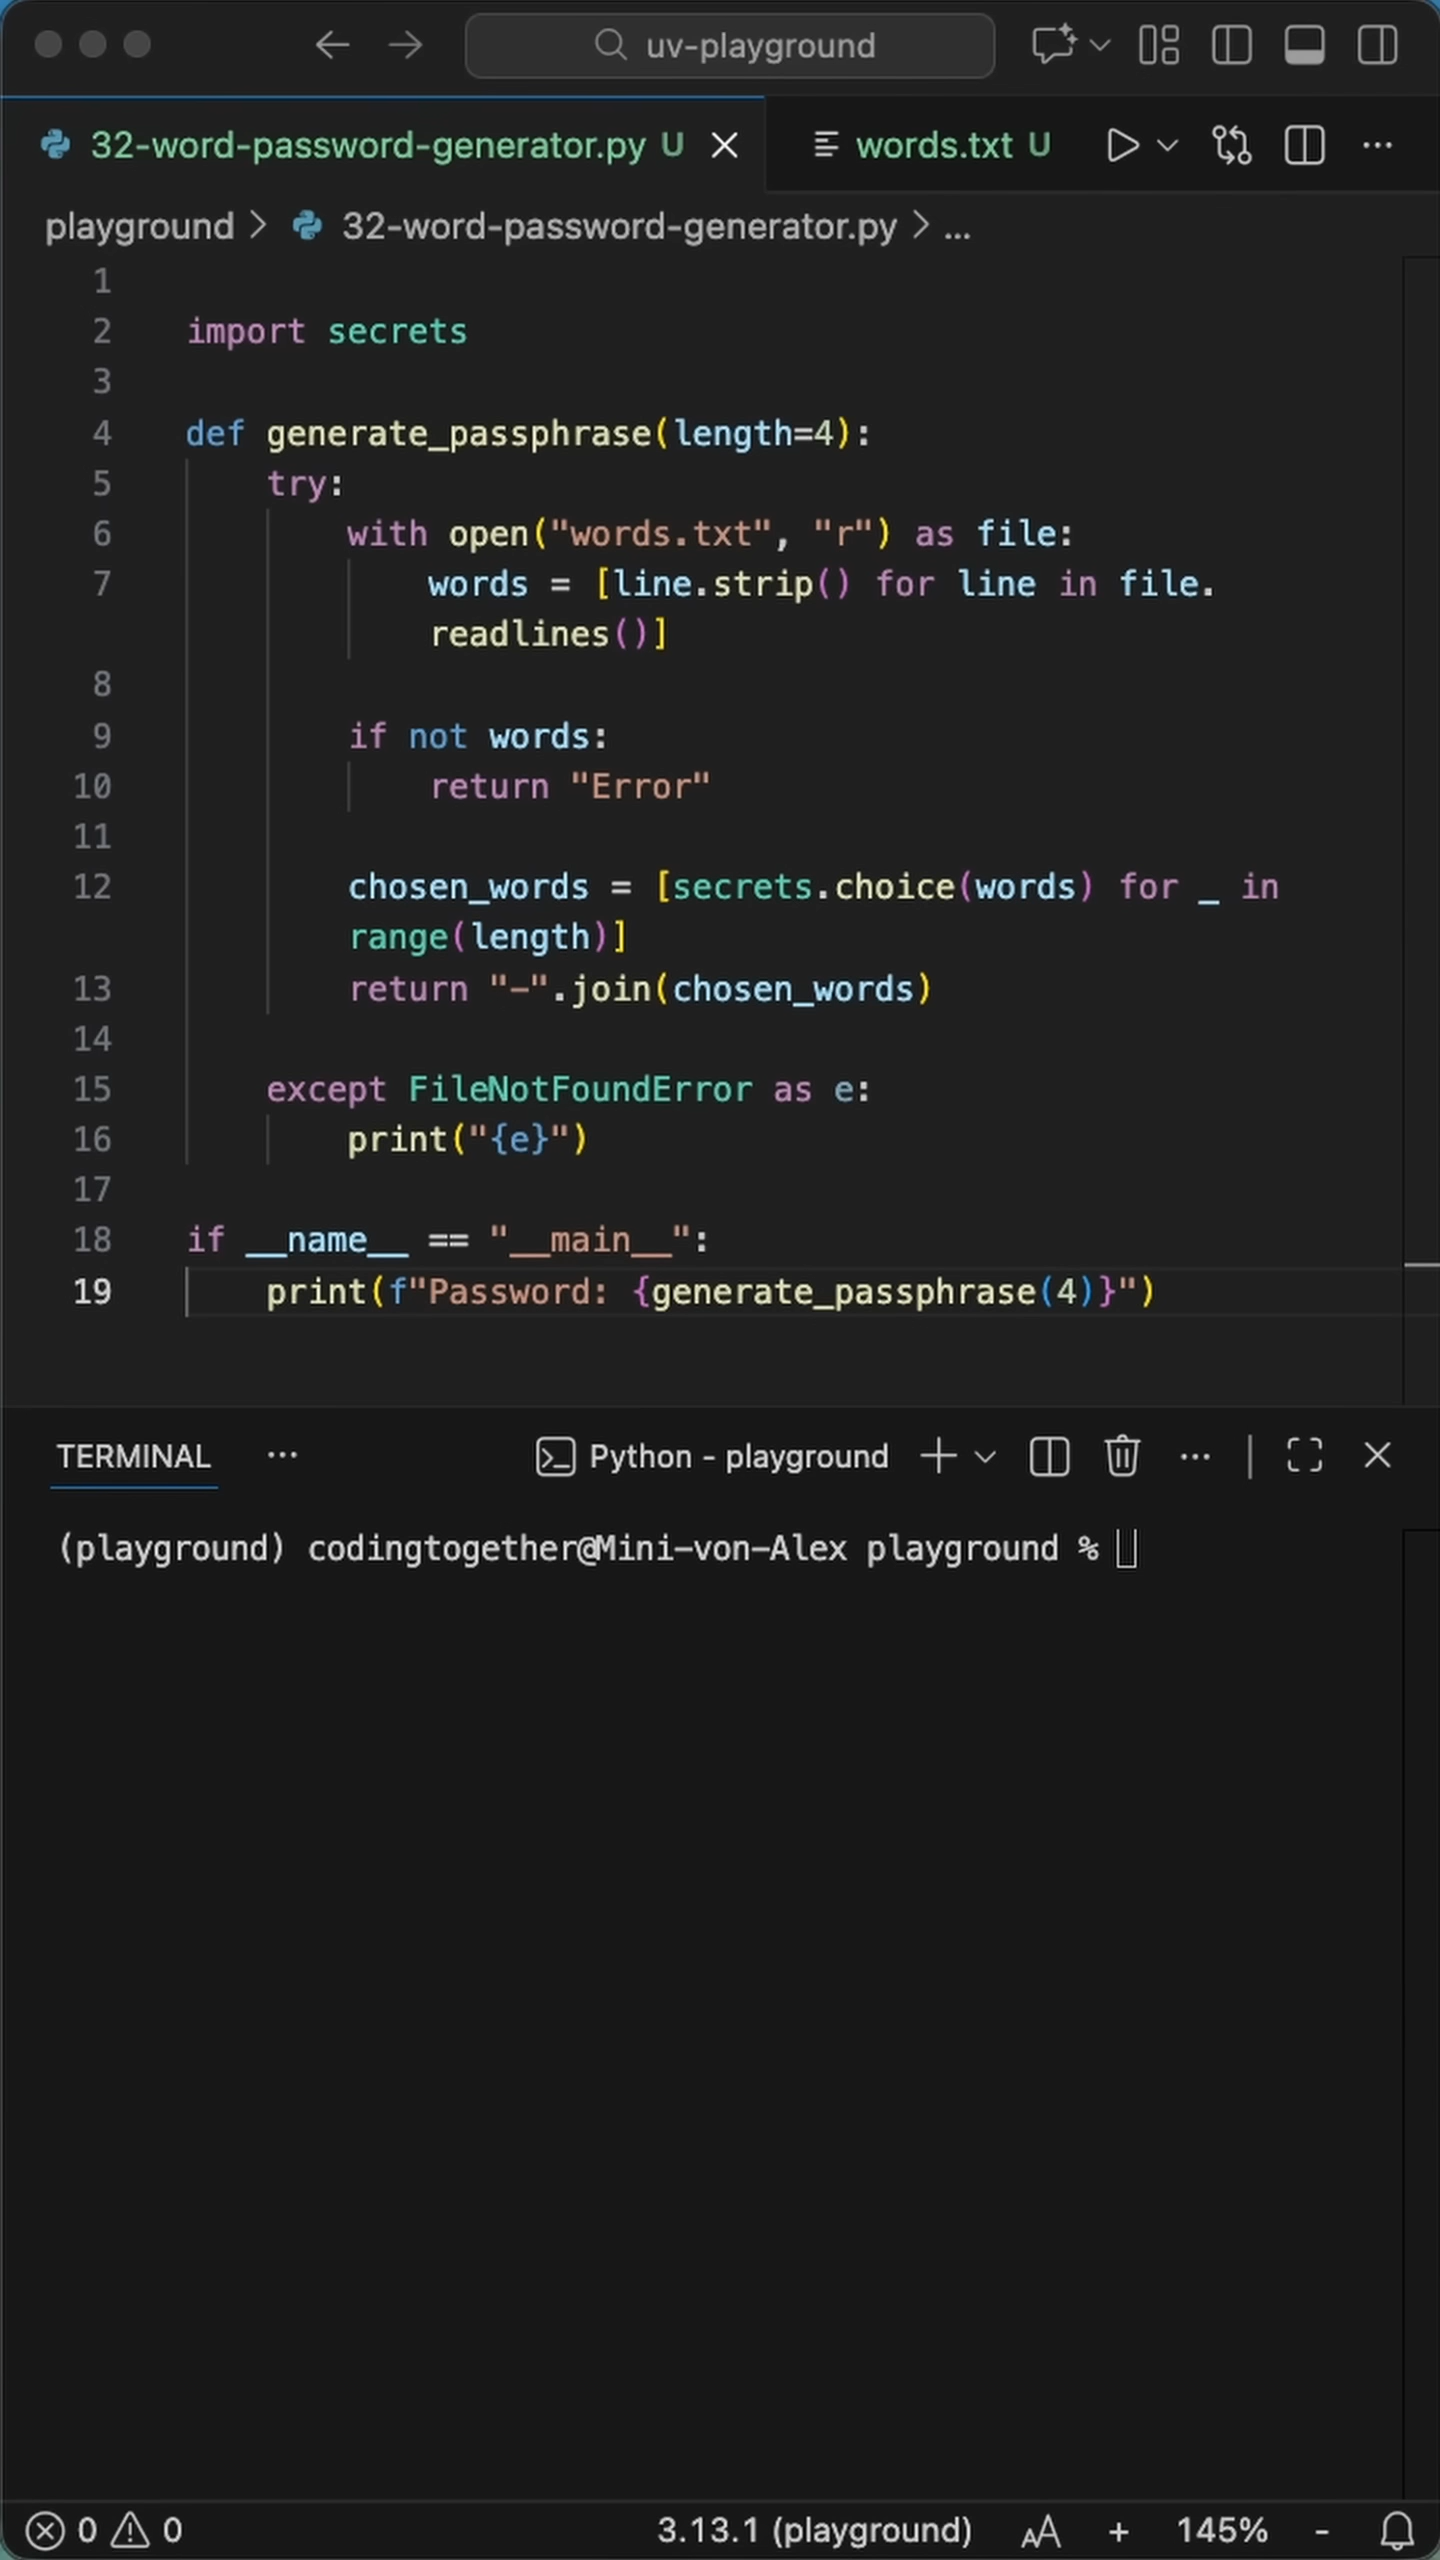 uv-playground
32-word-password-generator.py U
words.txt U
playground > 32-word-password-generator.py > ...
1
2 import secrets
3
4 def generate_passphrase(length=4):
5     try:
6         with open("words.txt", "r") as file:
7             words = [line.strip() for line in file.
            readlines()]
8
9         if not words:
10             return "Error"
11
12         chosen_words = [secrets.choice(words) for _ in
        range(length)]
13         return "-".join(chosen_words)
14
15     except FileNotFoundError as e:
16         print("{e}")
17
18 if __name__ == "__main__":
19     print(f"Password: {generate_passphrase(4)}")
TERMINAL ... Python - playground
(playground) codingtogether@Mini-von-Alex playground %
0 0 3.13.1 (playground) AA + 145% -